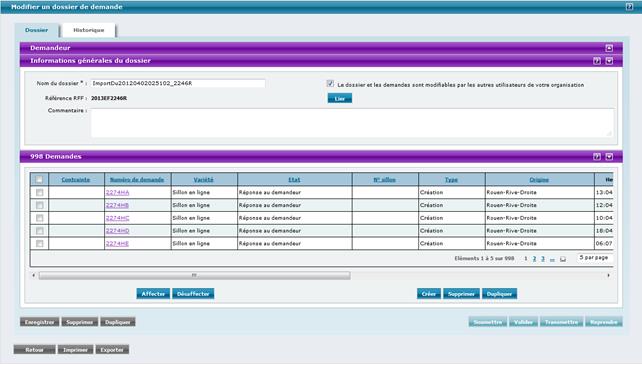 Modifier un dossier de demande
Dossier Historique
Demandeur
Informations générales du dossier
Nom du dossier * : ImportDu20120402025102_2246R
Le dossier et les demandes sont modifiables par les autres utilisateurs de votre organisation
Référence RFF : 2013EF2246R
Lier
Commentaire :
998 Demandes
Contrainte Numéro de demande Variété Etat N° sillon Type Origine He
2274HA Sillon en ligne Réponse au demandeur Création Rouen-Rive-Droite 13:04
2274HB Sillon en ligne Réponse au demandeur Création Rouen-Rive-Droite 12:04
2274HC Sillon en ligne Réponse au demandeur Création Rouen-Rive-Droite 10:04
2274HD Sillon en ligne Réponse au demandeur Création Rouen-Rive-Droite 18:04
2274HE Sillon en ligne Réponse au demandeur Création Rouen-Rive-Droite 06:07
Eléments 1 à 5 sur 998 1 2 3 ... 5 par page
Affecter Désaffecter Créer Supprimer Dupliquer
Enregistrer Supprimer Dupliquer Soumettre Valider Transmettre Reprendre
Retour Imprimer Exporter